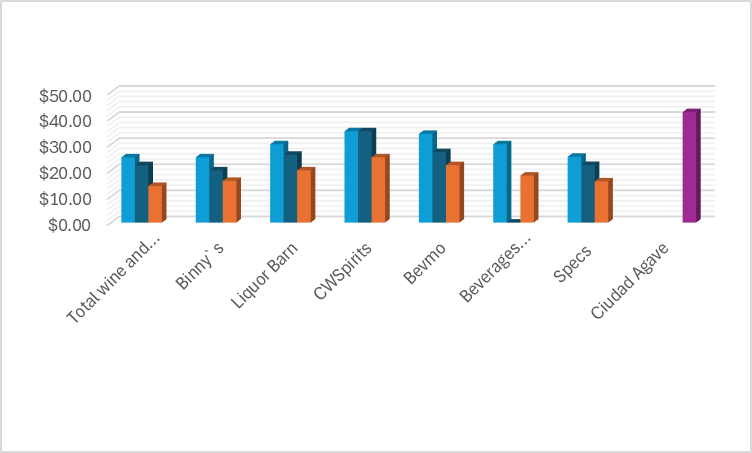 $50.00
$40.00
$30.00
$20.00
$10.00
$0.00
Total wine and...
Binny`s
Liquor Barn
CWSpirits
Bevmo
Beverages...
Specs
Ciudad Agave